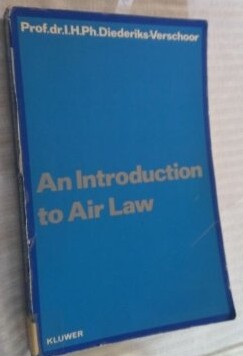 Prof.dr.I.H.Ph.Diederiks-Verschoor
An Introduction
to Air Law
KLUWER